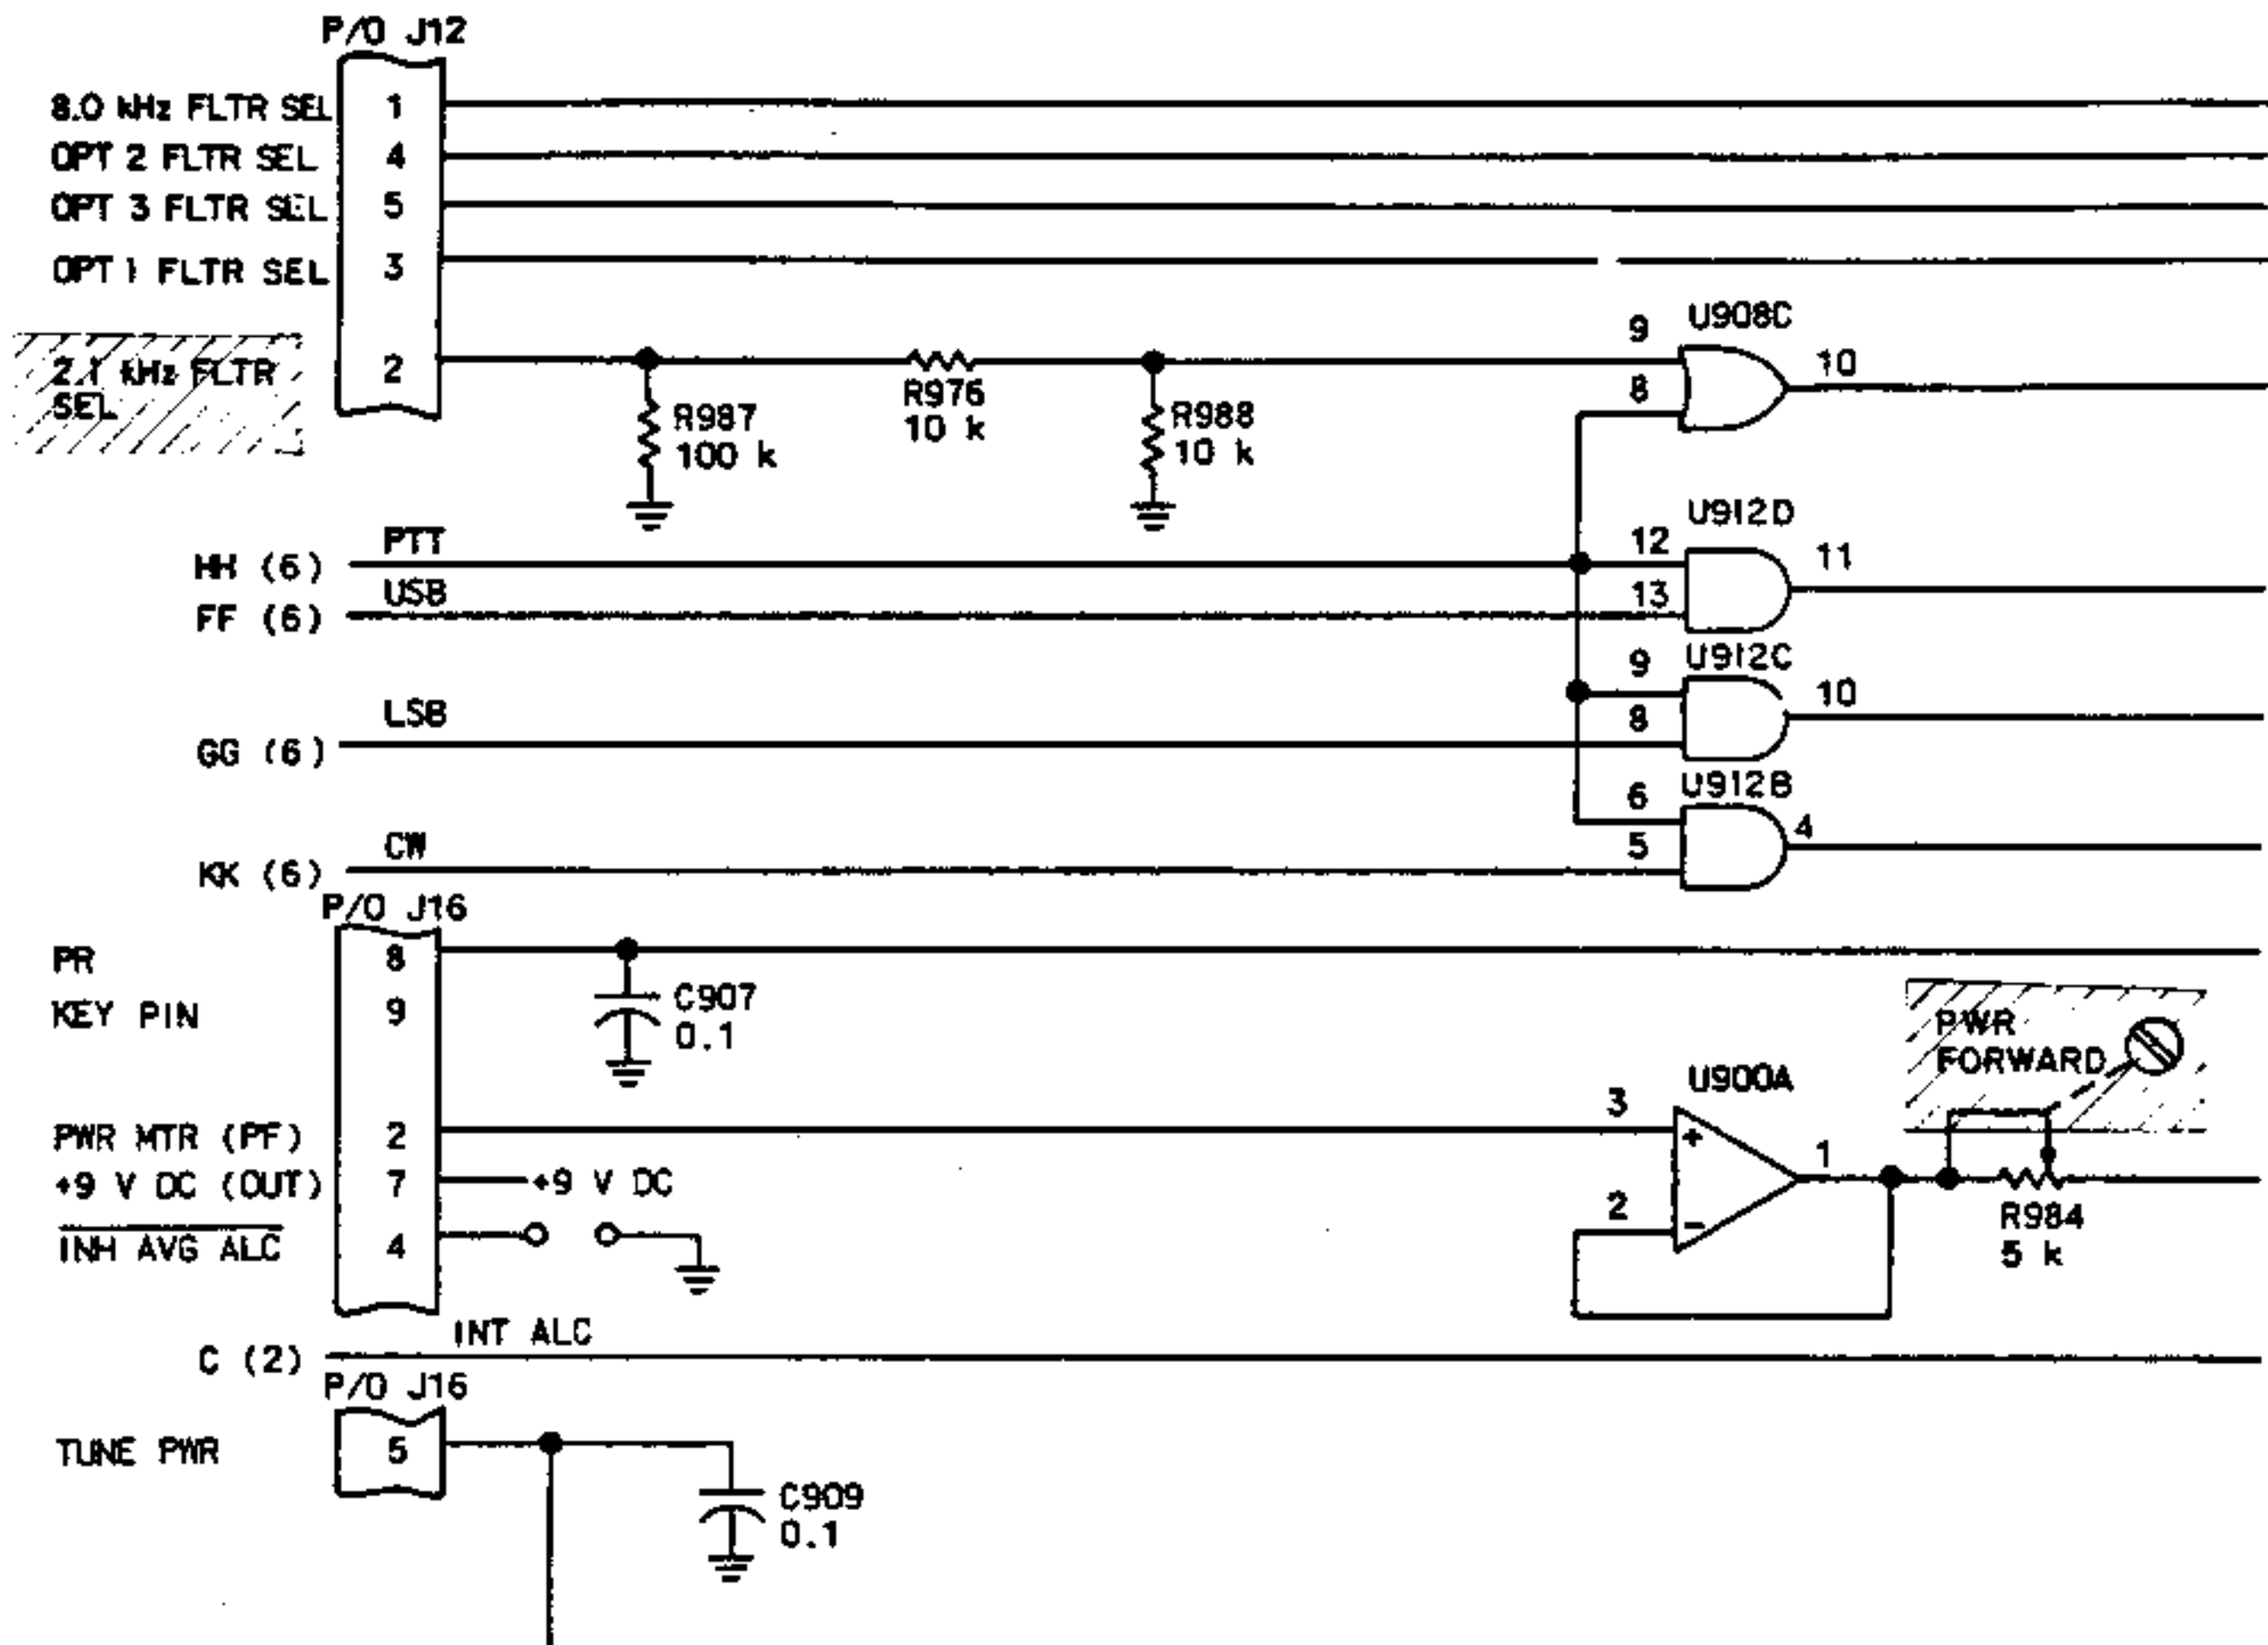 P/O J12
8.0 kHz FLTR SEL 1
OPT 2 FLTR SEL 4
OPT 3 FLTR SEL 5
OPT 1 FLTR SEL 3
2.1 kHz FLTR
SEL
2
R987
100 k
R976
10 k
R988
10 k
9
8
U908C
10
HH (6) PTT
12
U912D
11
FF (6) USB
13
9
U912C
10
GG (6) LSB
8
6
U912B
4
KK (6) CW
5
P/O J16
PR 8
C907
0.1
KEY PIN 9
PWR
FORWARD
PWR MTR (PF) 2
3
U900A
+
1
2
-
R984
5 k
+9 V DC (OUT) 7 +9 V DC
INH AVG ALC 4
C (2) INT ALC
P/O J16
TUNE PWR 5
C909
0.1